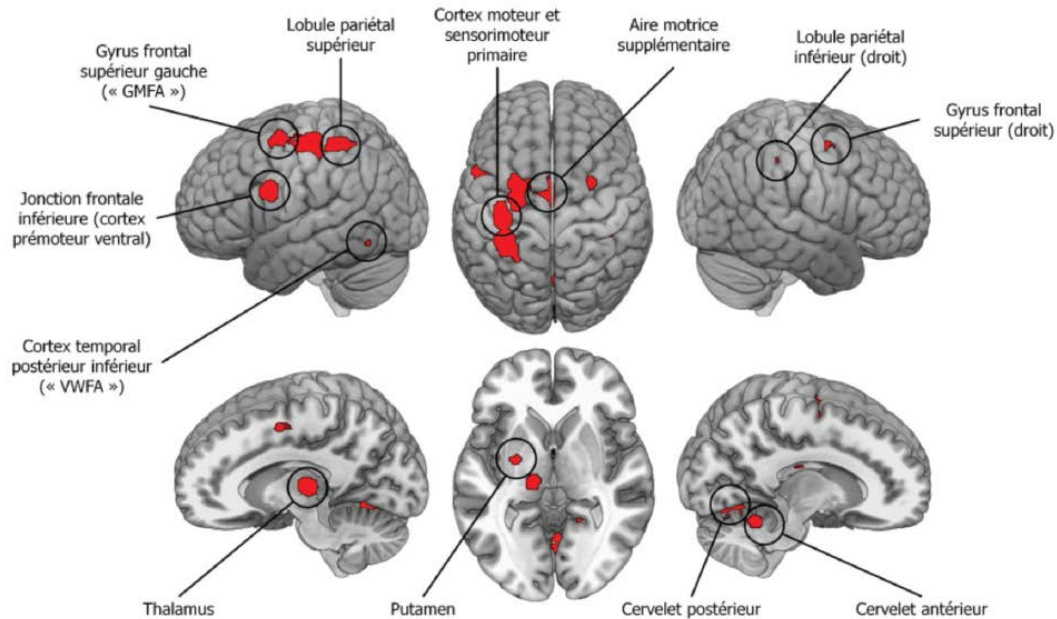 Gyrus frontal
supérieur gauche
(« GMFA »)
Lobule pariétal
supérieur
Cortex moteur et
sensorimoteur
primaire
Aire motrice
supplémentaire
Lobule pariétal
inférieur (droit)
Gyrus frontal
supérieur (droit)
Jonction frontale
inférieure (cortex
prémoteur ventral)
Cortex temporal
postérieur inférieur
(« VWFA »)
Thalamus
Putamen
Cervelet postérieur
Cervelet antérieur